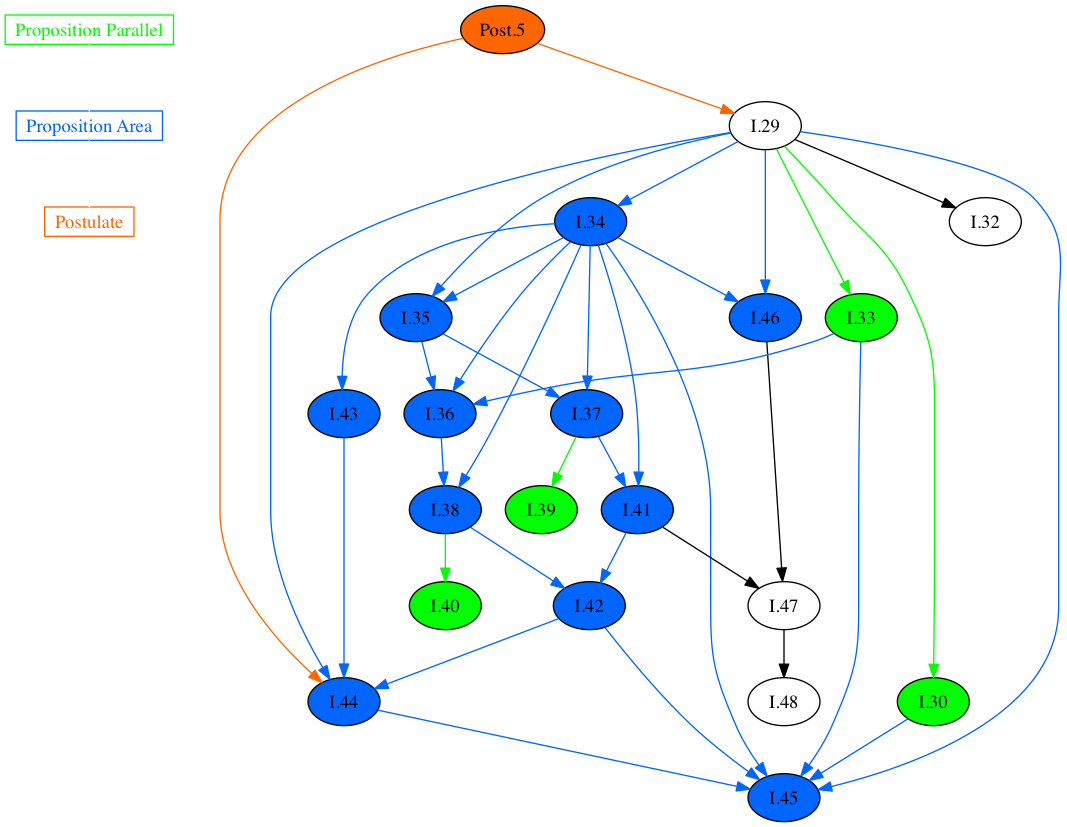 Proposition Parallel
Post.5
Proposition Area
I.29
Postulate
I.34
I.32
I.35
I.46
I.33
I.43
I.36
I.37
I.38
I.39
I.41
I.40
I.42
I.47
I.44
I.48
I.30
I.45